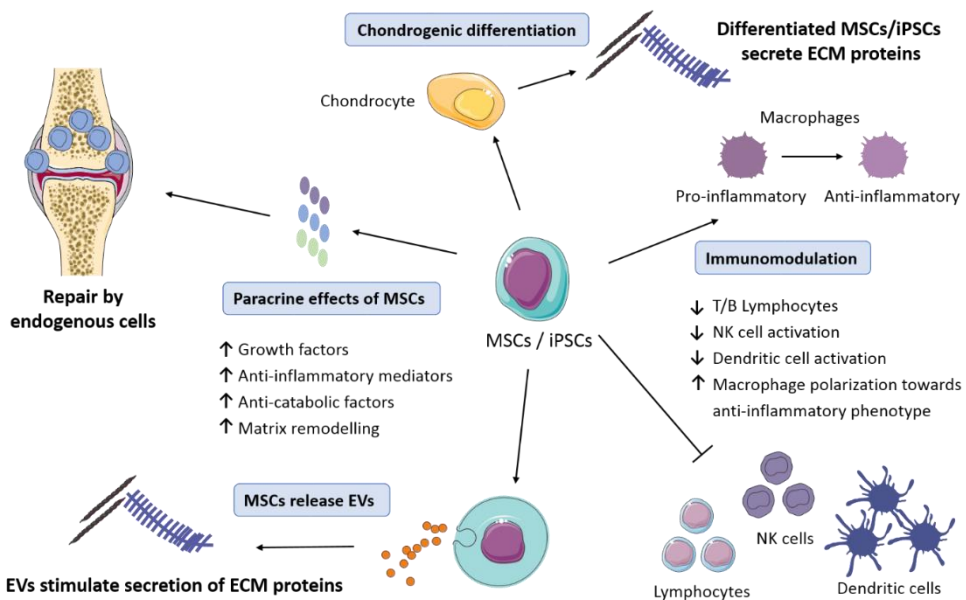 Chondrogenic differentiation
Differentiated MSCs/iPSCs
secrete ECM proteins
Chondrocyte
Macrophages
Pro-inflammatory
Anti-inflammatory
Repair by
endogenous cells
Paracrine effects of MSCs
↑ Growth factors
↑ Anti-inflammatory mediators
↑ Anti-catabolic factors
↑ Matrix remodelling
MSCs / iPSCs
Immunomodulation
↓ T/B Lymphocytes
↓ NK cell activation
↓ Dendritic cell activation
↑ Macrophage polarization towards
anti-inflammatory phenotype
MSCs release EVs
EVs stimulate secretion of ECM proteins
NK cells
Lymphocytes
Dendritic cells